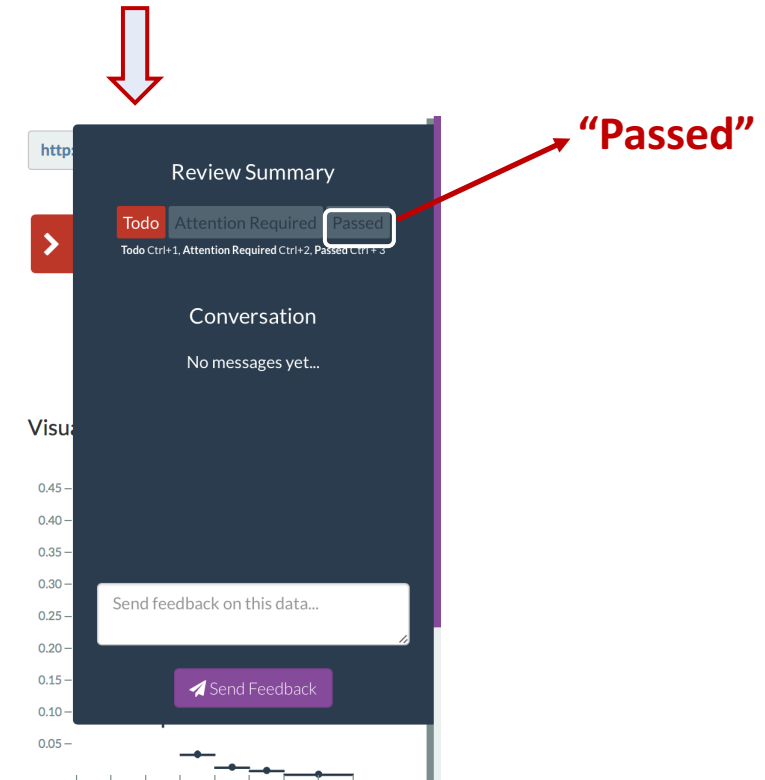 “Passed”
http:
Review Summary
Todo Attention Required Passed
Todo Ctrl+1, Attention Required Ctrl+2, Passed Ctrl + 3
Conversation
No messages yet...
Visua
0.45
0.40
0.35
0.30
Send feedback on this data...
0.25
0.20
0.15
Send Feedback
0.10
0.05